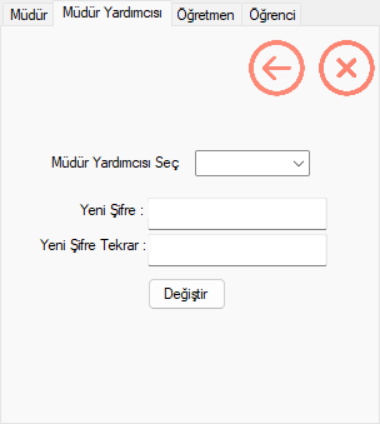 Müdür Müdür Yardımcısı Öğretmen Öğrenci
Müdür Yardımcısı Seç
Yeni Şifre :
Yeni Şifre Tekrar :
Değiştir